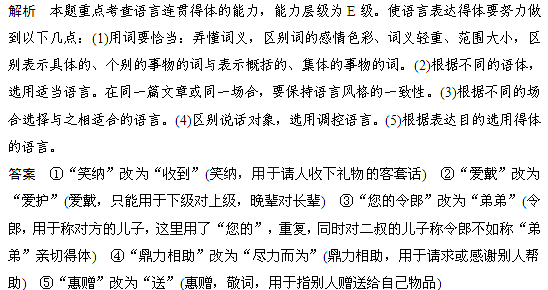 解析 本题重点考查语言连贯得体的能力，能力层级为 E 级。使语言表达得体要努力做
到以下几点：(1)用词要恰当：弄懂词义，区别词的感情色彩、词义轻重、范围大小，区
别表示具体的、个别的事物的词与表示概括的、集体的事物的词。(2)根据不同的语体，
选用适当语言。在同一篇文章或同一场合，要保持语言风格的一致性。(3)根据不同的场
合选择与之相适合的语言。(4)区别说话对象，选用调控语言。(5)根据表达目的选用得体
的语言。
答案 ①“笑纳”改为“收到”(笑纳，用于请人收下礼物的客套话) ②“爱戴”改为
“爱护”(爱戴，只能用于下级对上级，晚辈对长辈) ③“您的令郎”改为“弟弟”(令
郎，用于称对方的儿子，这里用了“您的”，重复，同时对二叔的儿子称令郎不如称“弟
弟”亲切得体) ④“鼎力相助”改为“尽力而为”(鼎力相助，用于请求或感谢别人帮
助) ⑤“惠赠”改为“送”(惠赠，敬词，用于指别人赠送给自己物品)